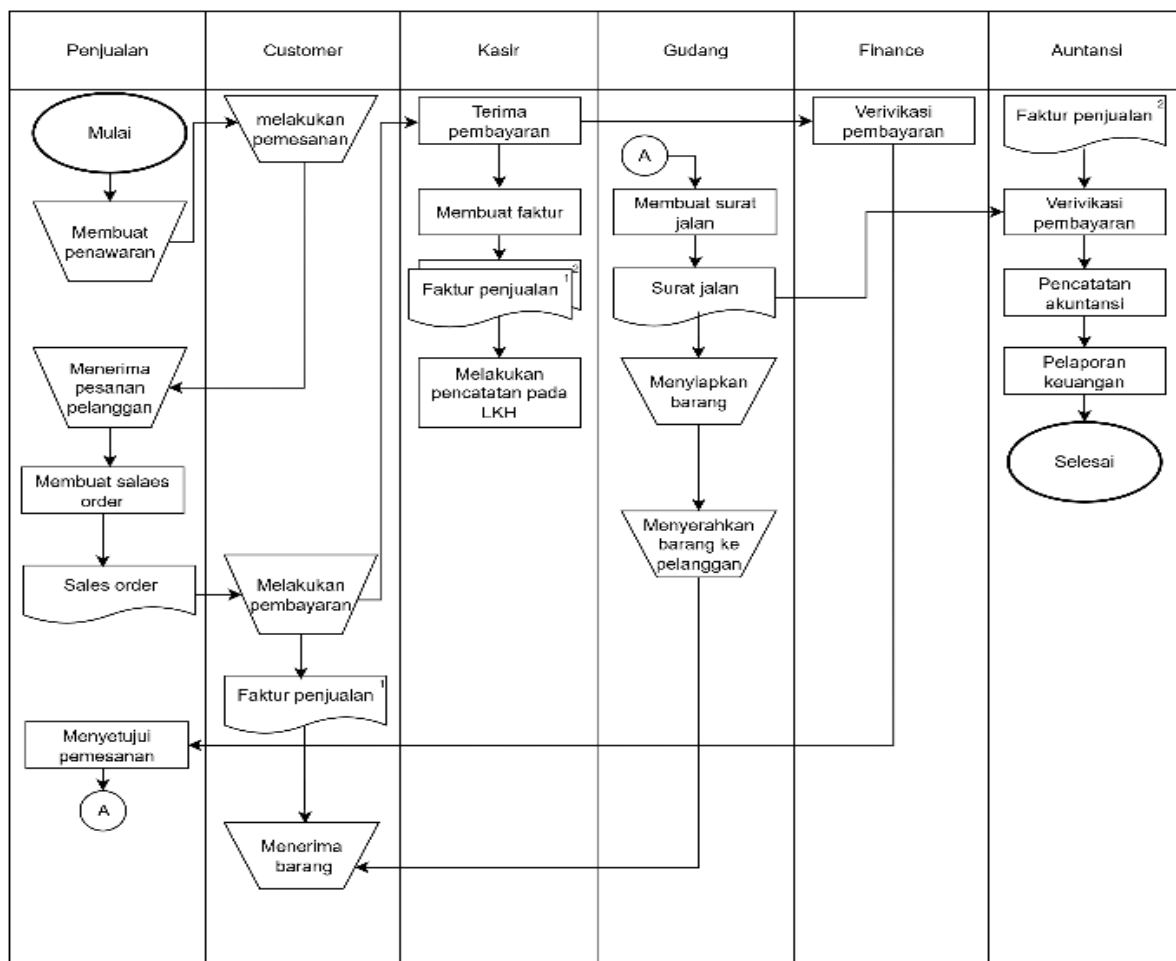 Penjualan
Customer
Kasir
Gudang
Finance
Auntansi
Mulai
Membuat
penawaran
Menerima
pesanan
pelanggan
Membuat salaes
order
Sales order
Menyetujui
pemesanan
A
melakukan
pemesanan
Melakukan
pembayaran
Faktur penjualan 1
Menerima
barang
Terima
pembayaran
Membuat faktur
2
Faktur penjualan 1
Melakukan
pencatatan pada
LKH
A
Membuat surat
jalan
Surat jalan
Menyiapkan
barang
Menyerahkan
barang ke
pelanggan
Verivikasi
pembayaran
Faktur penjualan 2
Verivikasi
pembayaran
Pencatatan
akuntansi
Pelaporan
keuangan
Selesai